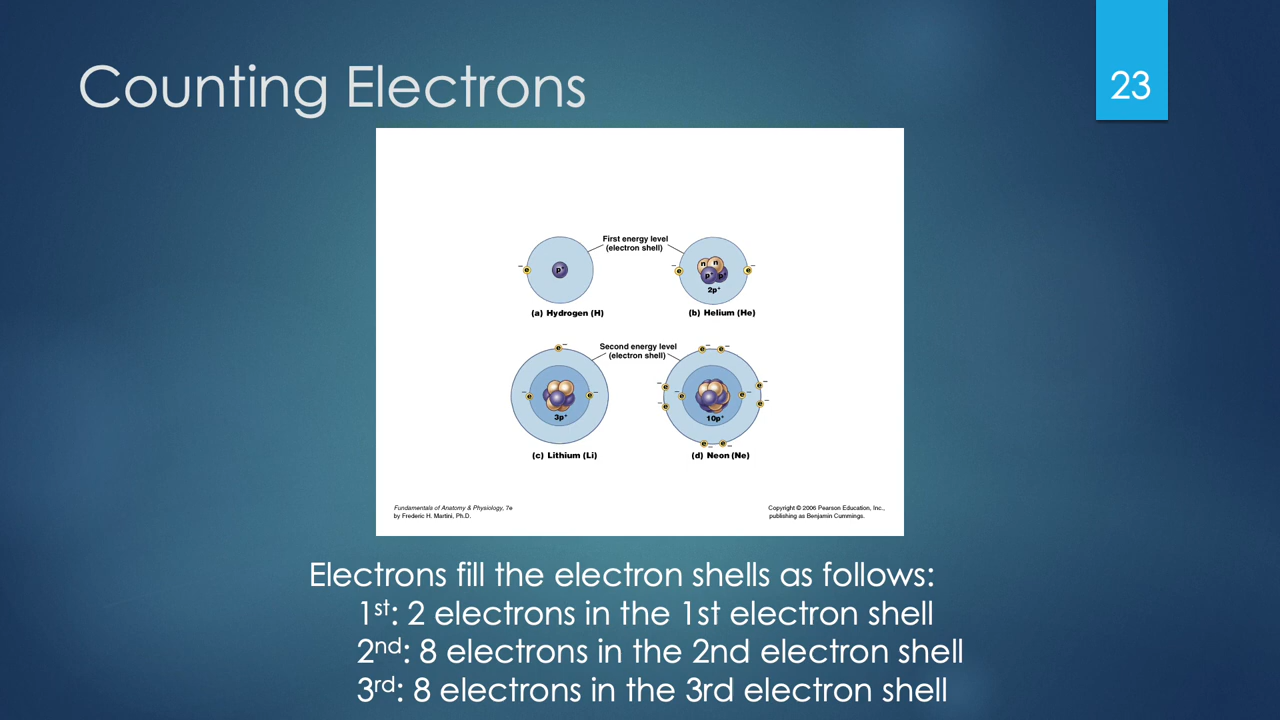 Counting Electrons
23
First energy level
(electron shell)
e⁻
p⁺
e⁻
n n
p⁺ p⁺
e⁻
2p⁺
(a) Hydrogen (H)
(b) Helium (He)
Second energy level
(electron shell)
e⁻
e⁻ e⁻
e⁻
e⁻
e⁻
e⁻
e⁻
e⁻
e⁻
e⁻
e⁻
3p⁺
10p⁺
e⁻ e⁻
(c) Lithium (Li)
(d) Neon (Ne)
Fundamentals of Anatomy & Physiology, 7e
by Frederic H. Martini, Ph.D.
Copyright © 2006 Pearson Education, Inc.,
publishing as Benjamin Cummings.
Electrons fill the electron shells as follows:
1st: 2 electrons in the 1st electron shell
2nd: 8 electrons in the 2nd electron shell
3rd: 8 electrons in the 3rd electron shell